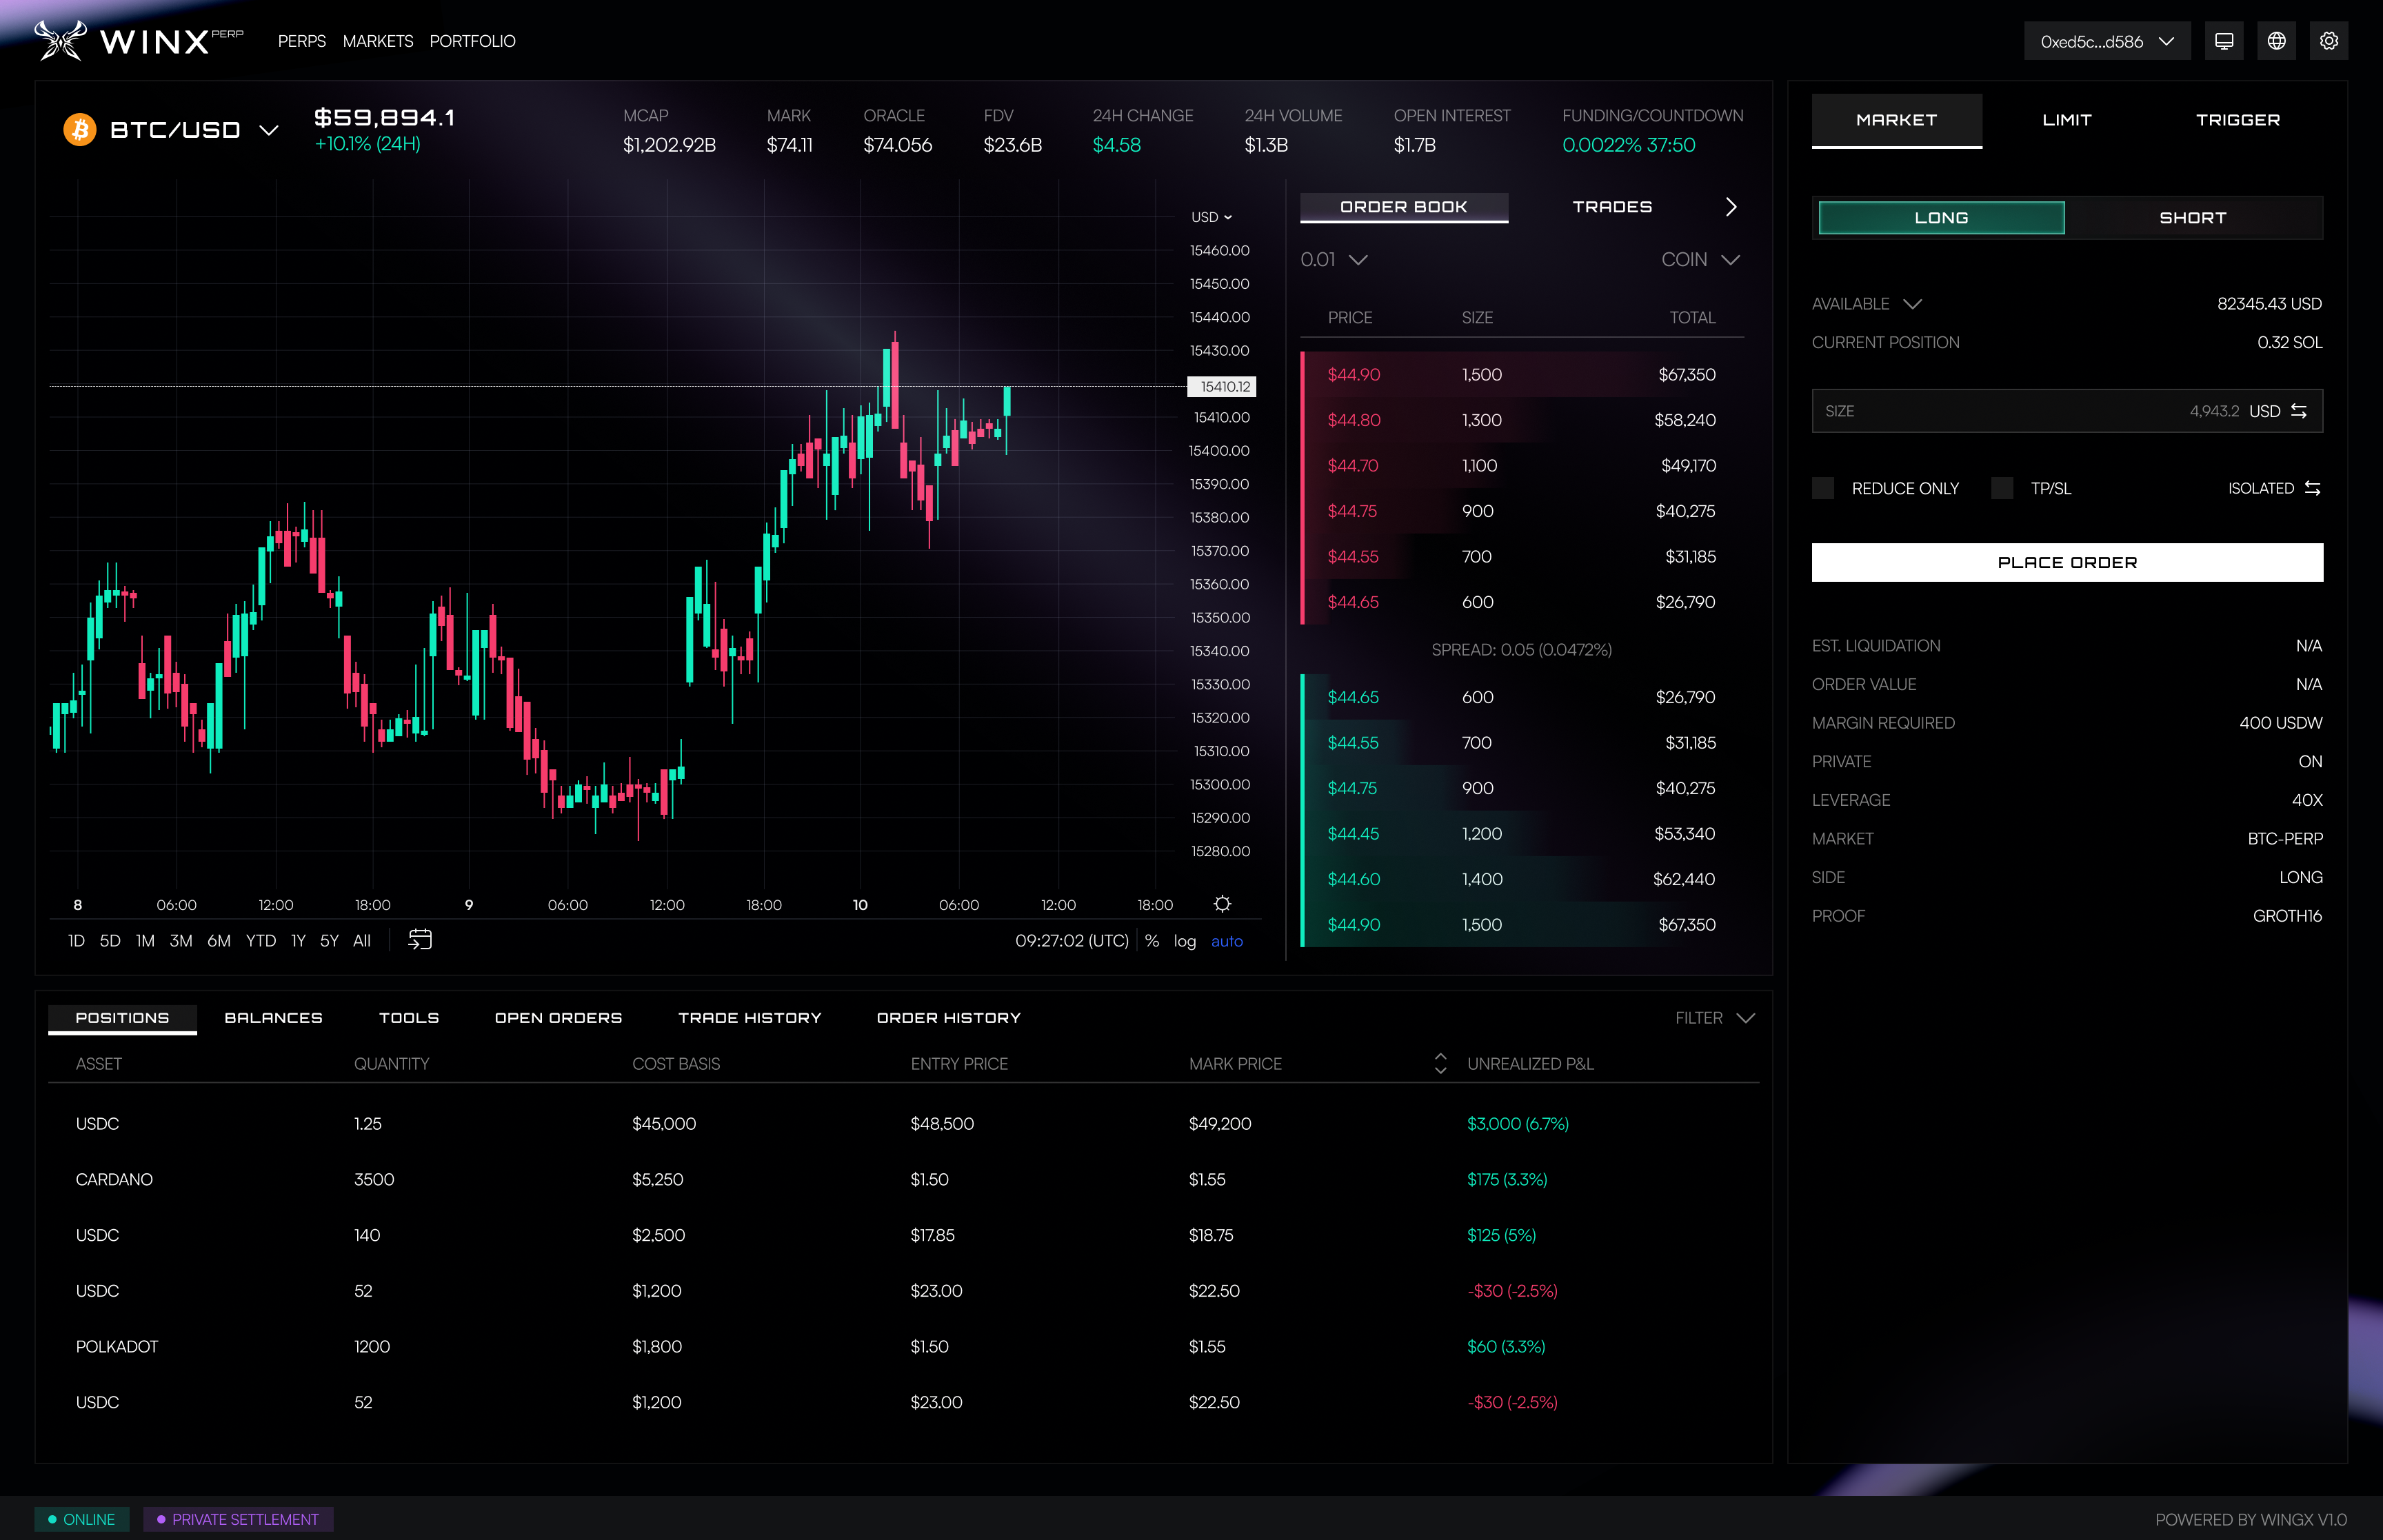 WINX PERP
PERPS MARKETS PORTFOLIO
0xed5c...d586
BTC/USD
$59,894.1
+10.1% (24H)
MCAP MARK ORACLE FDV 24H CHANGE 24H VOLUME OPEN INTEREST FUNDING/COUNTDOWN
$1,202.92B $74.11 $74.056 $23.6B $4.58 $1.3B $1.7B 0.0022% 37:50
USD
15460.00
15450.00
15440.00
15430.00
15410.12
15410.00
15400.00
15390.00
15380.00
15370.00
15360.00
15350.00
15340.00
15330.00
15320.00
15310.00
15300.00
15290.00
15280.00
8 06:00 12:00 18:00 9 06:00 12:00 18:00 10 06:00 12:00 18:00
1D 5D 1M 3M 6M YTD 1Y 5Y All
09:27:02 (UTC) % log auto
ORDER BOOK TRADES
0.01 COIN
PRICE SIZE TOTAL
$44.90 1,500 $67,350
$44.80 1,300 $58,240
$44.70 1,100 $49,170
$44.75 900 $40,275
$44.55 700 $31,185
$44.65 600 $26,790
SPREAD: 0.05 (0.0472%)
$44.65 600 $26,790
$44.55 700 $31,185
$44.75 900 $40,275
$44.45 1,200 $53,340
$44.60 1,400 $62,440
$44.90 1,500 $67,350
MARKET LIMIT TRIGGER
LONG SHORT
AVAILABLE 82345.43 USD
CURRENT POSITION 0.32 SOL
SIZE 4,943.2 USD
REDUCE ONLY TP/SL ISOLATED
PLACE ORDER
EST. LIQUIDATION N/A
ORDER VALUE N/A
MARGIN REQUIRED 400 USDW
PRIVATE ON
LEVERAGE 40X
MARKET BTC-PERP
SIDE LONG
PROOF GROTH16
POSITIONS BALANCES TOOLS OPEN ORDERS TRADE HISTORY ORDER HISTORY FILTER
ASSET QUANTITY COST BASIS ENTRY PRICE MARK PRICE UNREALIZED P&L
USDC 1.25 $45,000 $48,500 $49,200 $3,000 (6.7%)
CARDANO 3500 $5,250 $1.50 $1.55 $175 (3.3%)
USDC 140 $2,500 $17.85 $18.75 $125 (5%)
USDC 52 $1,200 $23.00 $22.50 -$30 (-2.5%)
POLKADOT 1200 $1,800 $1.50 $1.55 $60 (3.3%)
USDC 52 $1,200 $23.00 $22.50 -$30 (-2.5%)
ONLINE PRIVATE SETTLEMENT
POWERED BY WINGX V1.0